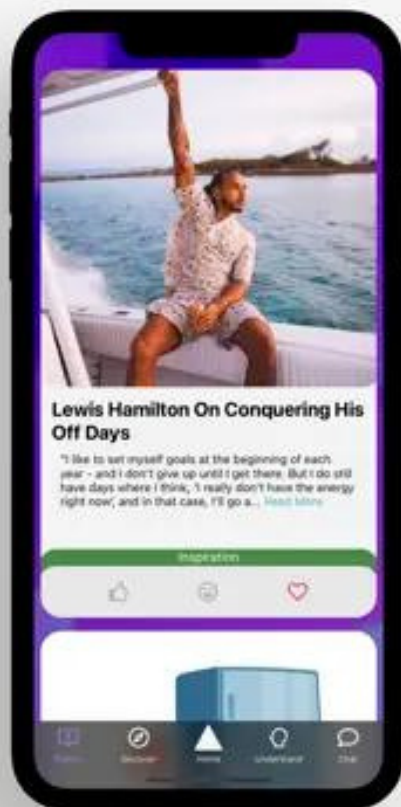 Lewis Hamilton On Conquering His
Off Days
"I like to set myself goals at the beginning of each
year - and I don't give up until I get there. But I do still
have days where I think, 'I really don't have the energy
right now', and in that case, I'll go a... Read More
Inspiration
Discover
Home
Understand
Chat